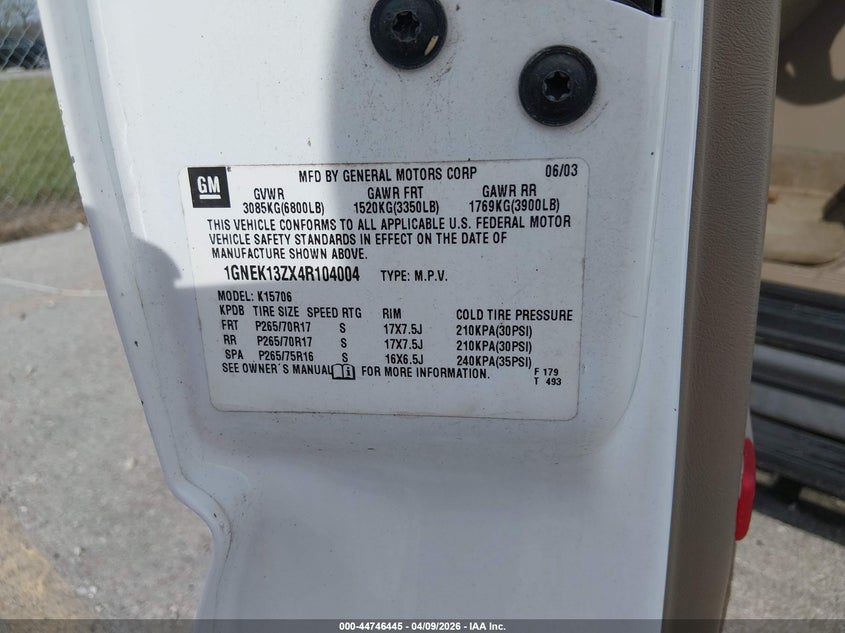 GM
MFD BY GENERAL MOTORS CORP 06/03
GVWR GAWR FRT GAWR RR
3085KG(6800LB) 1520KG(3350LB) 1769KG(3900LB)
THIS VEHICLE CONFORMS TO ALL APPLICABLE U.S. FEDERAL MOTOR
VEHICLE SAFETY STANDARDS IN EFFECT ON THE DATE OF
MANUFACTURE SHOWN ABOVE.
1GNEK13ZX4R104004 TYPE: M.P.V.
MODEL: K15706
KPDB TIRE SIZE SPEED RTG RIM COLD TIRE PRESSURE
FRT P265/70R17 S 17X7.5J 210KPA(30PSI)
RR P265/70R17 S 17X7.5J 210KPA(30PSI)
SPA P265/75R16 S 16X6.5J 240KPA(35PSI)
SEE OWNER'S MANUAL FOR MORE INFORMATION.
F 179
T 493
000-44746445 - 04/09/2026 - IAA Inc.